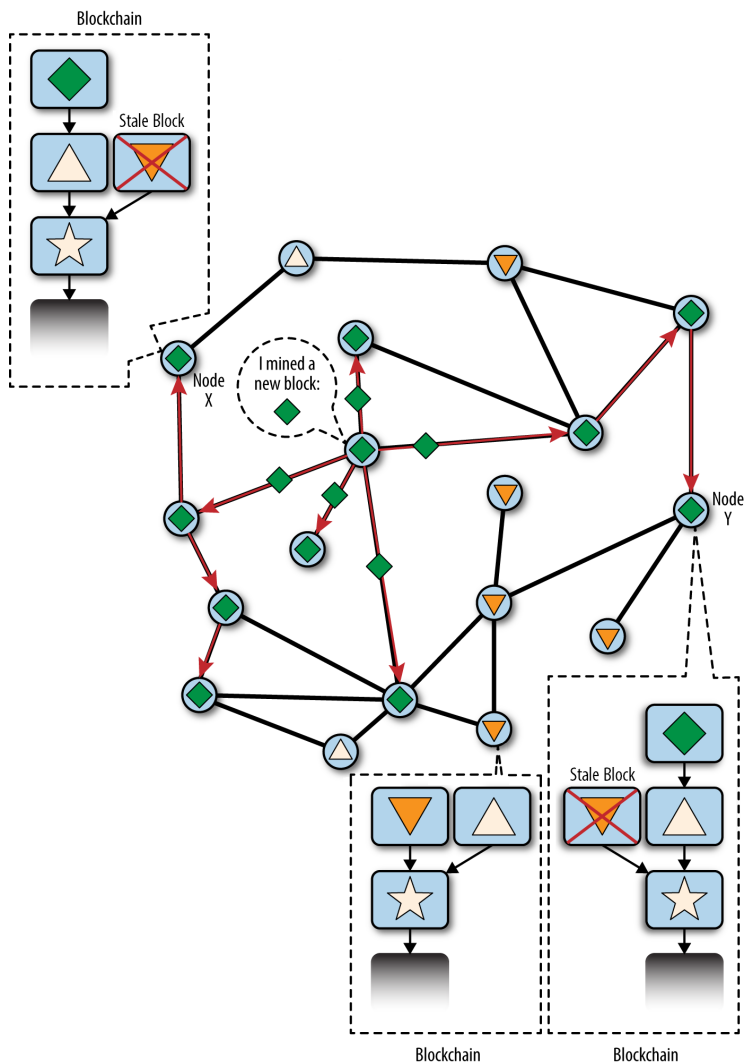 Blockchain
Stale Block
I mined a
new block:
Node
X
Node
Y
Stale Block
Blockchain
Blockchain